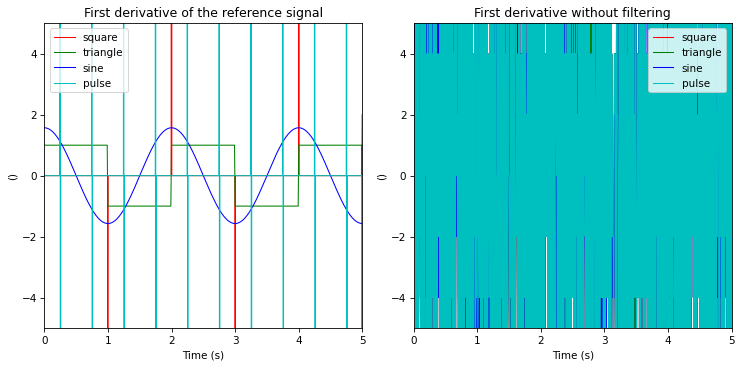 First derivative of the reference signal
square
triangle
sine
pulse
4
2
0
−2
−4
()
0 1 2 3 4 5
Time (s)
First derivative without filtering
square
triangle
sine
pulse
4
2
0
−2
−4
()
0 1 2 3 4 5
Time (s)